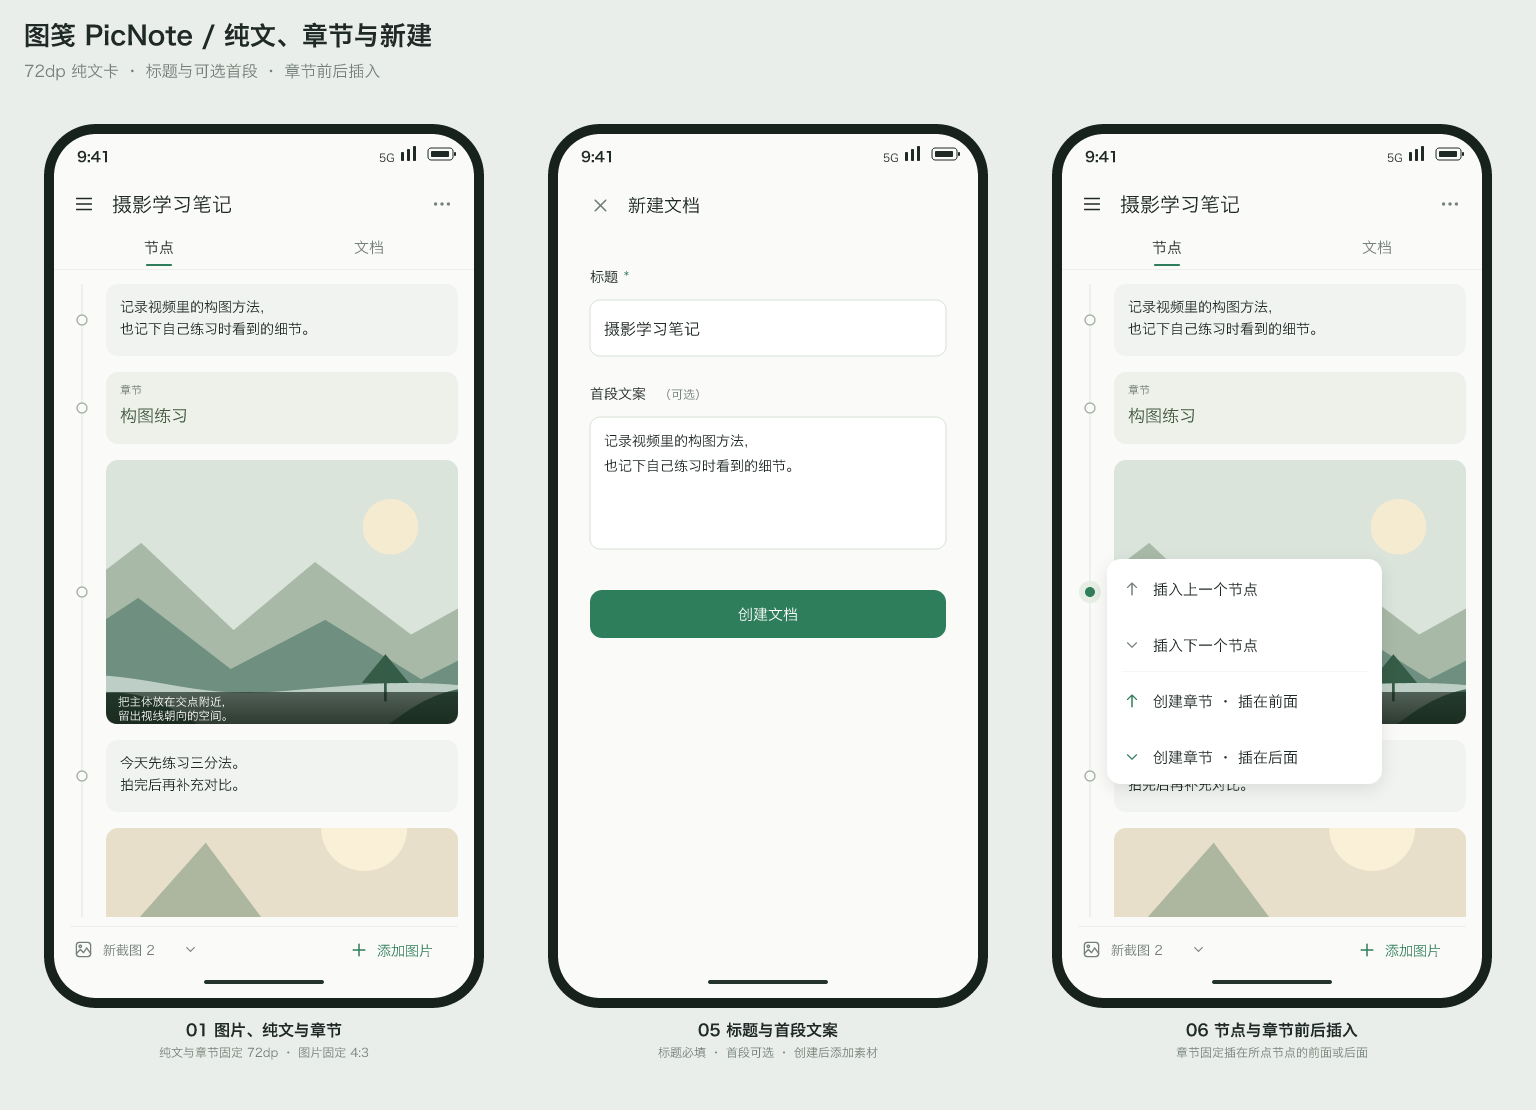 图笺 PicNote / 纯文、章节与新建
72dp 纯文卡 · 标题与可选首段 · 章节前后插入
9:41
5G
摄影学习笔记
节点
文档
记录视频里的构图方法,
也记下自己练习时看到的细节。
章节
构图练习
把主体放在交点附近,
留出视线朝向的空间。
今天先练习三分法。
拍完后再补充对比。
新截图 2
添加图片
01 图片、纯文与章节
纯文与章节固定 72dp · 图片固定 4:3
9:41
5G
新建文档
标题 *
摄影学习笔记
首段文案 （可选）
记录视频里的构图方法,
也记下自己练习时看到的细节。
创建文档
05 标题与首段文案
标题必填 · 首段可选 · 创建后添加素材
9:41
5G
摄影学习笔记
节点
文档
记录视频里的构图方法,
也记下自己练习时看到的细节。
章节
构图练习
插入上一个节点
插入下一个节点
创建章节 · 插在前面
创建章节 · 插在后面
拍完后再补充对比。
新截图 2
添加图片
06 节点与章节前后插入
章节固定插在所点节点的前面或后面